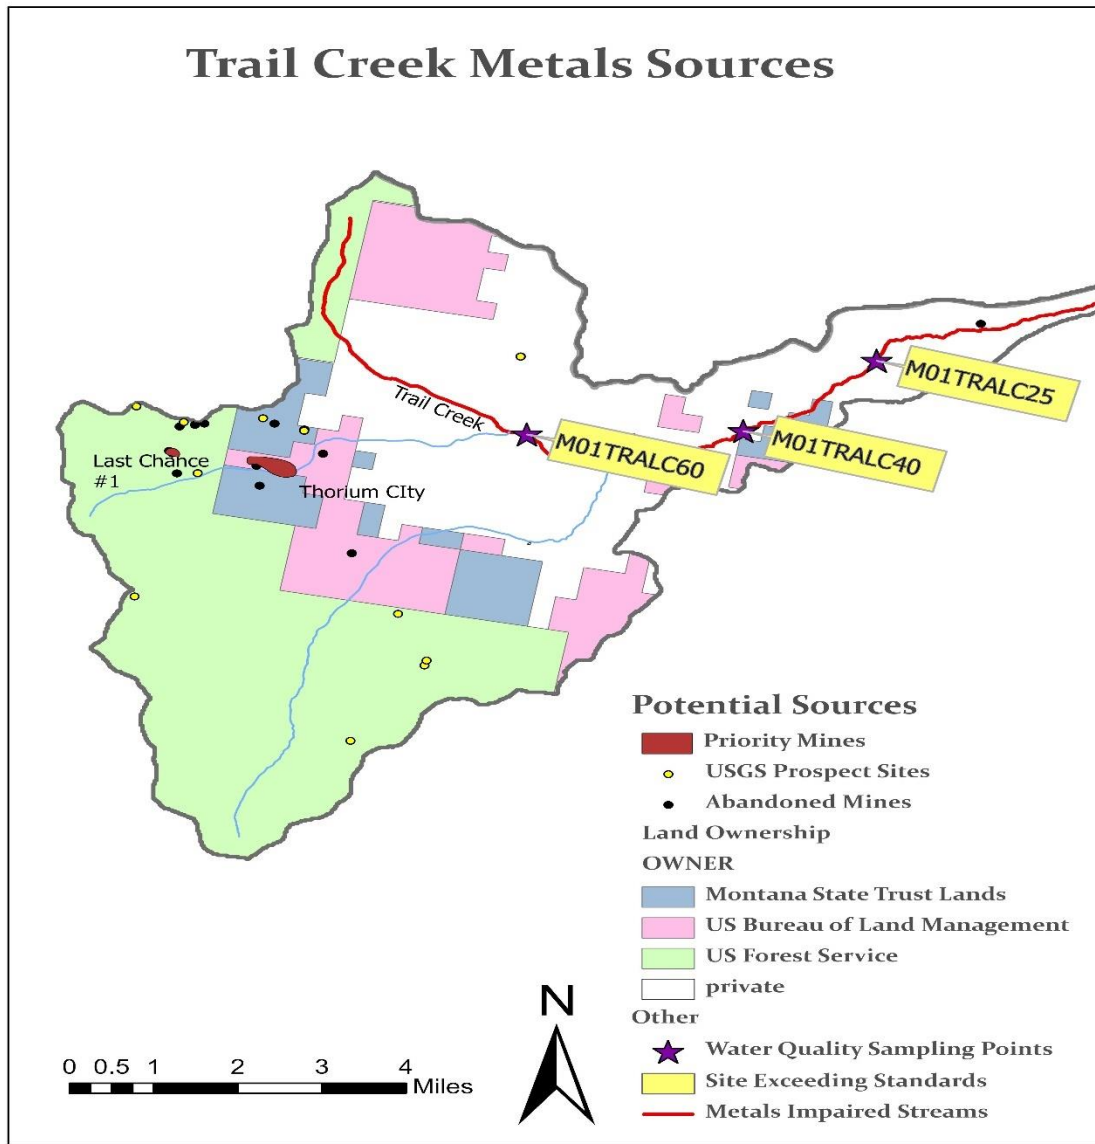 Trail Creek Metals Sources
Trail Creek
M01TRALC25
M01TRALC60
M01TRALC40
Last Chance
#1
Thorium CIty
Potential Sources
Priority Mines
USGS Prospect Sites
Abandoned Mines
Land Ownership
OWNER
Montana State Trust Lands
US Bureau of Land Management
US Forest Service
private
Other
Water Quality Sampling Points
Site Exceeding Standards
Metals Impaired Streams
0 0.5 1 2 3 4
Miles
N